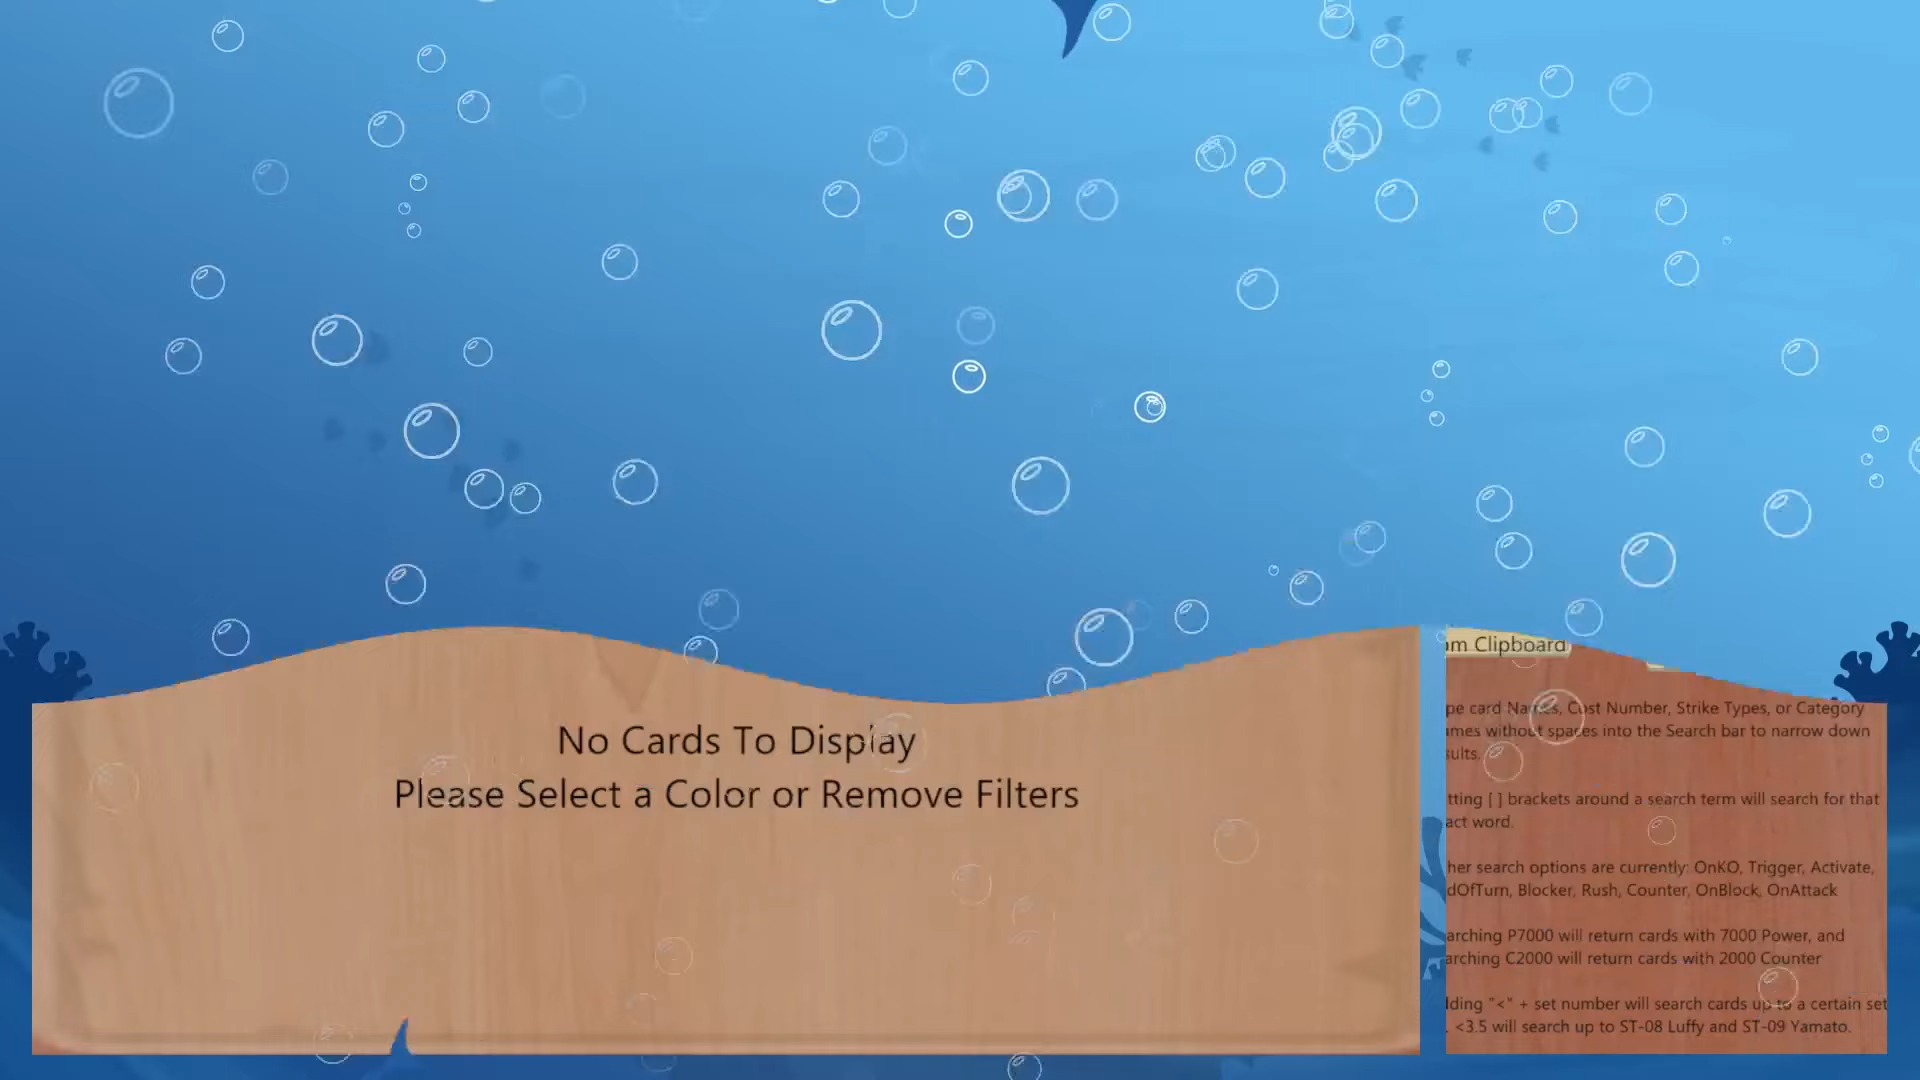 No Cards To Display
Please Select a Color or Remove Filters
m Clipboard
pe card Names, Cost Number, Strike Types, or Category
mes without spaces into the Search bar to narrow down
sults.
tting [ ] brackets around a search term will search for that
act word.
her search options are currently: OnKO, Trigger, Activate,
dOfTurn, Blocker, Rush, Counter, OnBlock, OnAttack
arching P7000 will return cards with 7000 Power, and
arching C2000 will return cards with 2000 Counter
lding "<" + set number will search cards up to a certain set
. <3.5 will search up to ST-08 Luffy and ST-09 Yamato.